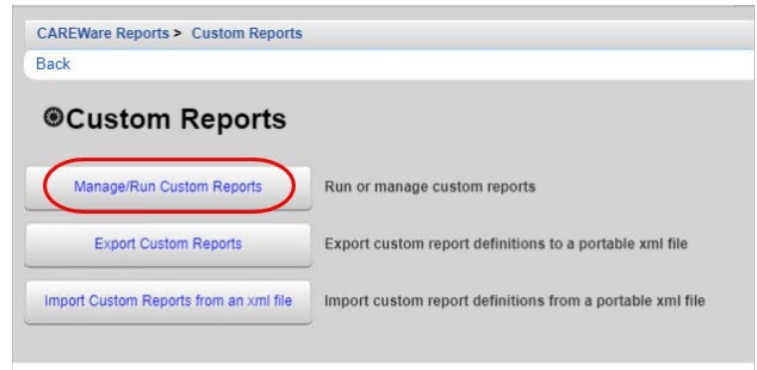 CAREWare Reports > Custom Reports
Back
Custom Reports
Manage/Run Custom Reports Run or manage custom reports
Export Custom Reports Export custom report definitions to a portable xml file
Import Custom Reports from an xml file Import custom report definitions from a portable xml file